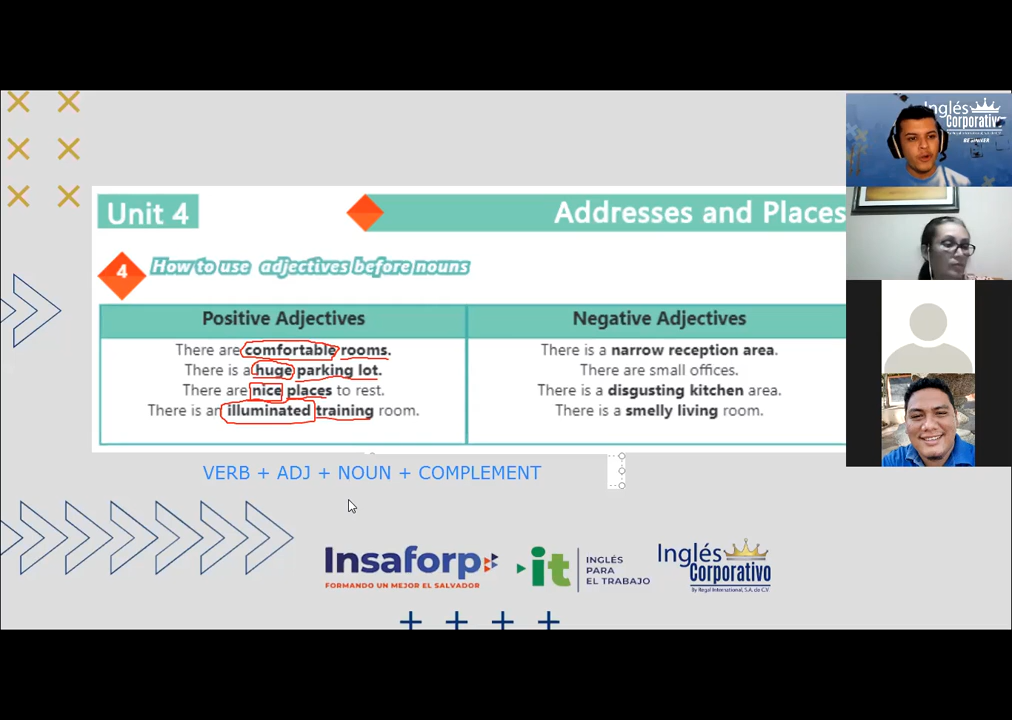 Unit 4
Addresses and Places
4
How to use adjectives before nouns
Positive Adjectives
Negative Adjectives
There are comfortable rooms.
There is a huge parking lot.
There are nice places to rest.
There is an illuminated training room.
There is a narrow reception area.
There are small offices.
There is a disgusting kitchen area.
There is a smelly living room.
VERB + ADJ + NOUN + COMPLEMENT
Insaforp
FORMANDO UN MEJOR EL SALVADOR
it
INGLÉS
PARA
EL TRABAJO
Inglés
Corporativo
By Regal International, S.A. de C.V.
Inglés
Corporativo